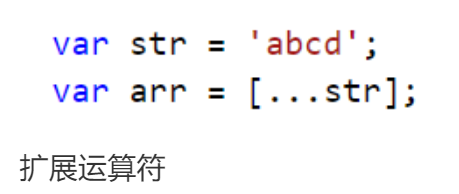 var str = 'abcd';
var arr = [...str];
扩展运算符